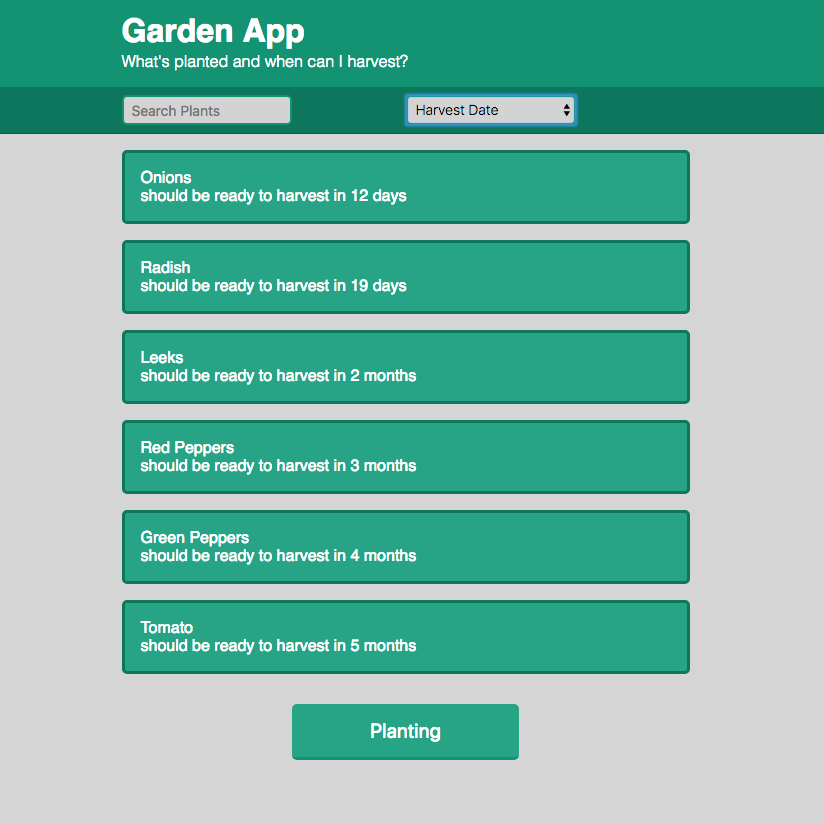 Garden App
What's planted and when can I harvest?
Search Plants
Harvest Date
Onions
should be ready to harvest in 12 days
Radish
should be ready to harvest in 19 days
Leeks
should be ready to harvest in 2 months
Red Peppers
should be ready to harvest in 3 months
Green Peppers
should be ready to harvest in 4 months
Tomato
should be ready to harvest in 5 months
Planting